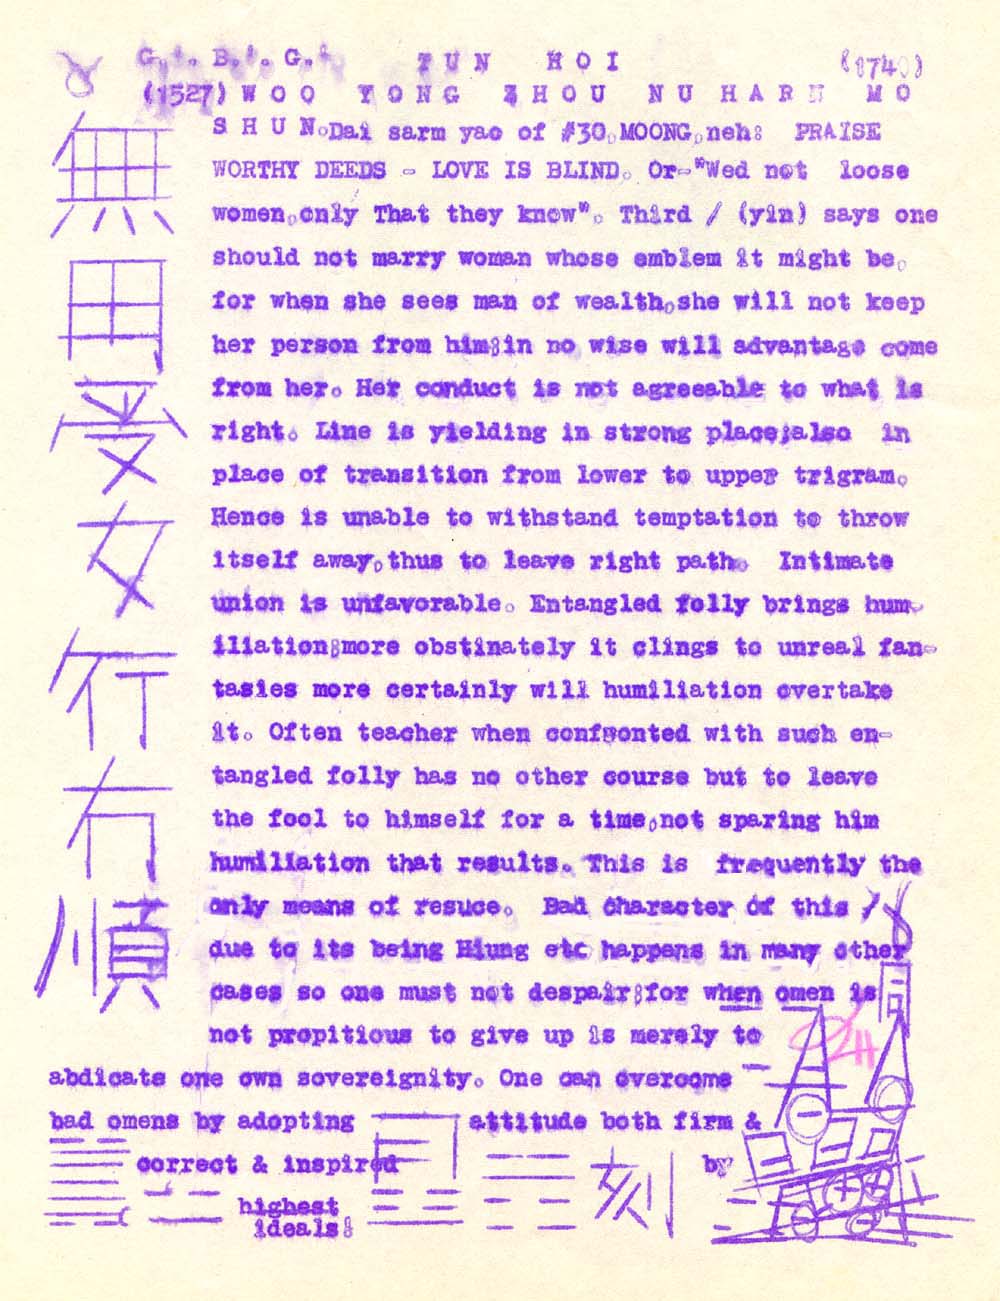 G.'. B.'. G.' TUN HOI
(1527) WOO YONG ZHOU NU HARN MO
SHUN.Dai sarm yao of #30,MOONG,neh: PRAISE
WORTHY DEEDS - LOVE IS BLIND. Or-"Wed not loose
women,only That they know". Third / (yin) says one
should not marry woman whose emblem it might be,
for when she sees man of wealth,she will not keep
her person from him;in no wise will advantage come
from her. Her conduct is not agreeable to what is
right. Line is yielding in strong place;also in
place of transition from lower to upper trigram.
Hence is unable to withstand temptation to throw
itself away,thus to leave right path. Intimate
union is unfavorable. Entangled folly brings hum-
iliation;more obstinately it clings to unreal fan-
tasies more certainly will humiliation overtake
it. Often teacher when confronted with such en-
tangled folly has no other course but to leave
the fool to himself for a time,not sparing him
humiliation that results. This is frequently the
only means of resuce. Bad character of this /
due to its being Hiung etc happens in many other
cases so one must not despair;for when omen is
not propitious to give up is merely to
abdicate one own sovereignity. One can overcome
bad omens by adopting attitude both firm &
correct & inspired by
highest
ideals:
無
受
女
行
順
刻